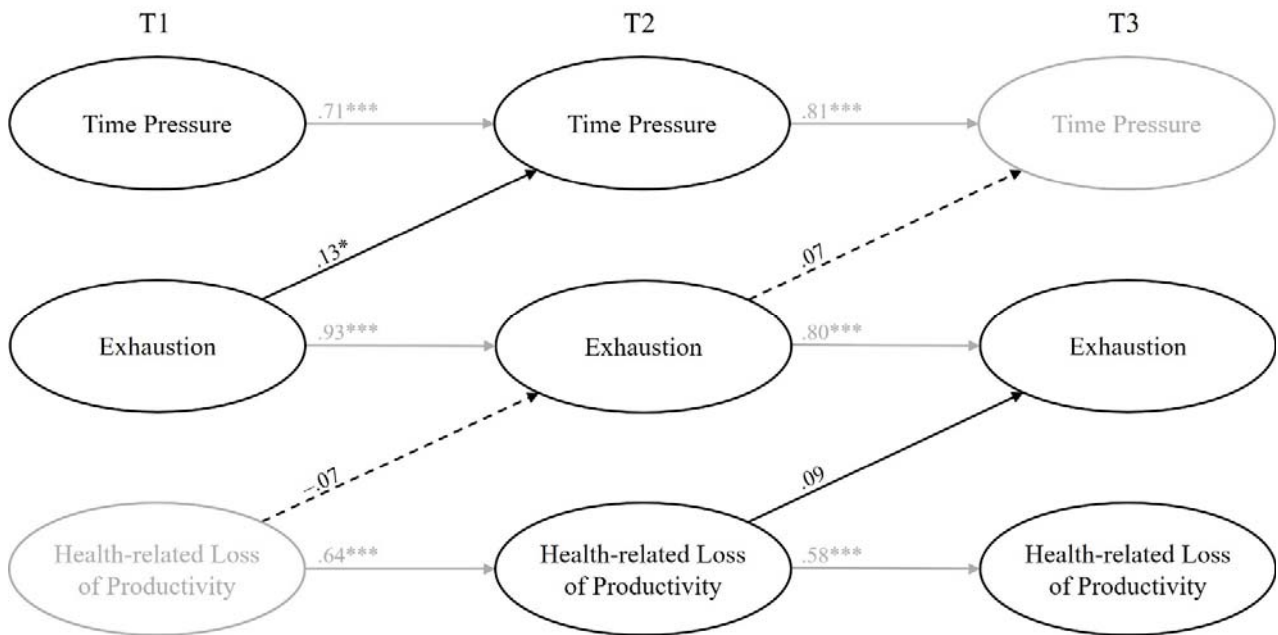 T1
T2
T3
Time Pressure
.71***
Time Pressure
.81***
Time Pressure
.13*
.07
Exhaustion
.93***
Exhaustion
.80***
Exhaustion
–.07
.09
Health-related Loss
of Productivity
.64***
Health-related Loss
of Productivity
.58***
Health-related Loss
of Productivity